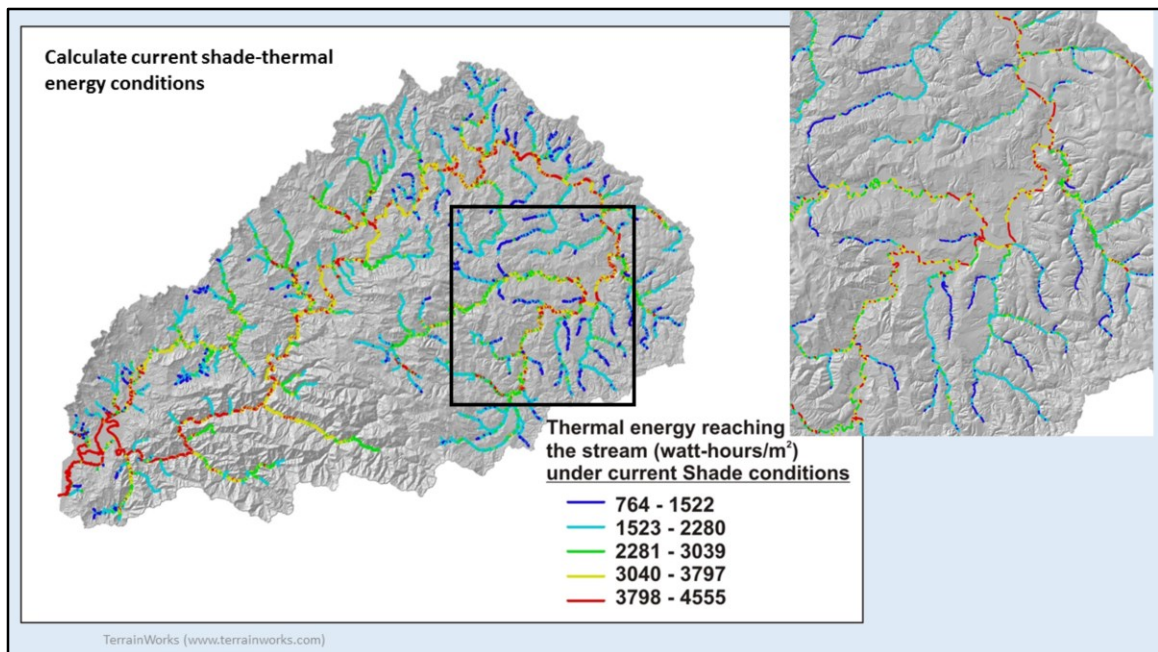 Calculate current shade-thermal
energy conditions
Thermal energy reaching
the stream (watt-hours/m²)
under current Shade conditions
764 - 1522
1523 - 2280
2281 - 3039
3040 - 3797
3798 - 4555
TerrainWorks (www.terrainworks.com)